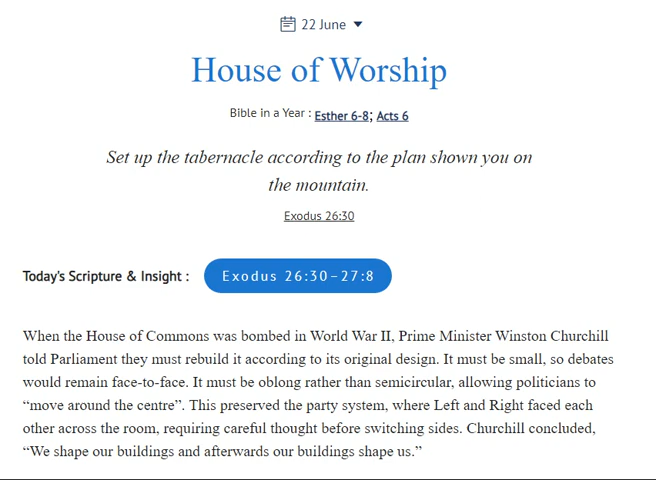 22 June
House of Worship
Bible in a Year : Esther 6-8; Acts 6
Set up the tabernacle according to the plan shown you on
the mountain.
Exodus 26:30
Today's Scripture & Insight : Exodus 26:30–27:8
When the House of Commons was bombed in World War II, Prime Minister Winston Churchill
told Parliament they must rebuild it according to its original design. It must be small, so debates
would remain face-to-face. It must be oblong rather than semicircular, allowing politicians to
“move around the centre”. This preserved the party system, where Left and Right faced each
other across the room, requiring careful thought before switching sides. Churchill concluded,
“We shape our buildings and afterwards our buildings shape us.”